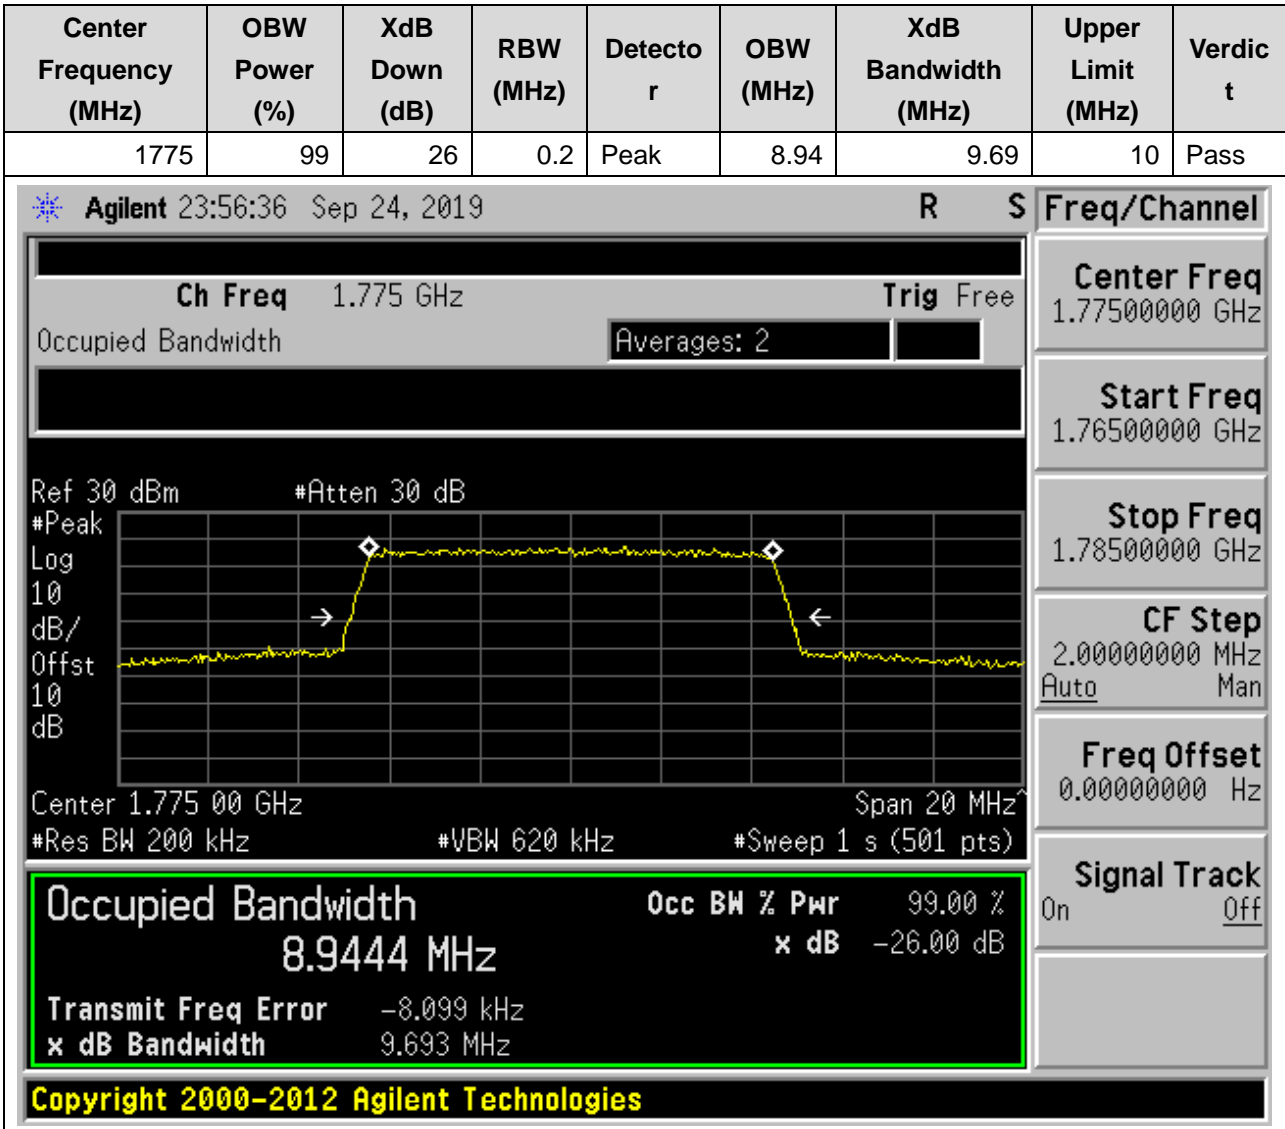 Center Frequency (MHz) OBW Power (%) XdB Down (dB) RBW (MHz) Detector OBW (MHz) XdB Bandwidth (MHz) Upper Limit (MHz) Verdict
1775 99 26 0.2 Peak 8.94 9.69 10 Pass
Agilent 23:56:36 Sep 24, 2019 R S
Freq/Channel
Ch Freq 1.775 GHz Trig Free
Occupied Bandwidth Averages: 2
Center Freq
1.77500000 GHz
Start Freq
1.76500000 GHz
Stop Freq
1.78500000 GHz
CF Step
2.00000000 MHz
Auto Man
Freq Offset
0.00000000 Hz
Signal Track
On Off
Ref 30 dBm #Atten 30 dB
#Peak
Log
10
dB/
Offst
10
dB
Center 1.775 00 GHz Span 20 MHz^
#Res BW 200 kHz #VBW 620 kHz #Sweep 1 s (501 pts)
Occupied Bandwidth Occ BW % Pwr 99.00 %
8.9444 MHz x dB -26.00 dB
Transmit Freq Error -8.099 kHz
x dB Bandwidth 9.693 MHz
Copyright 2000-2012 Agilent Technologies